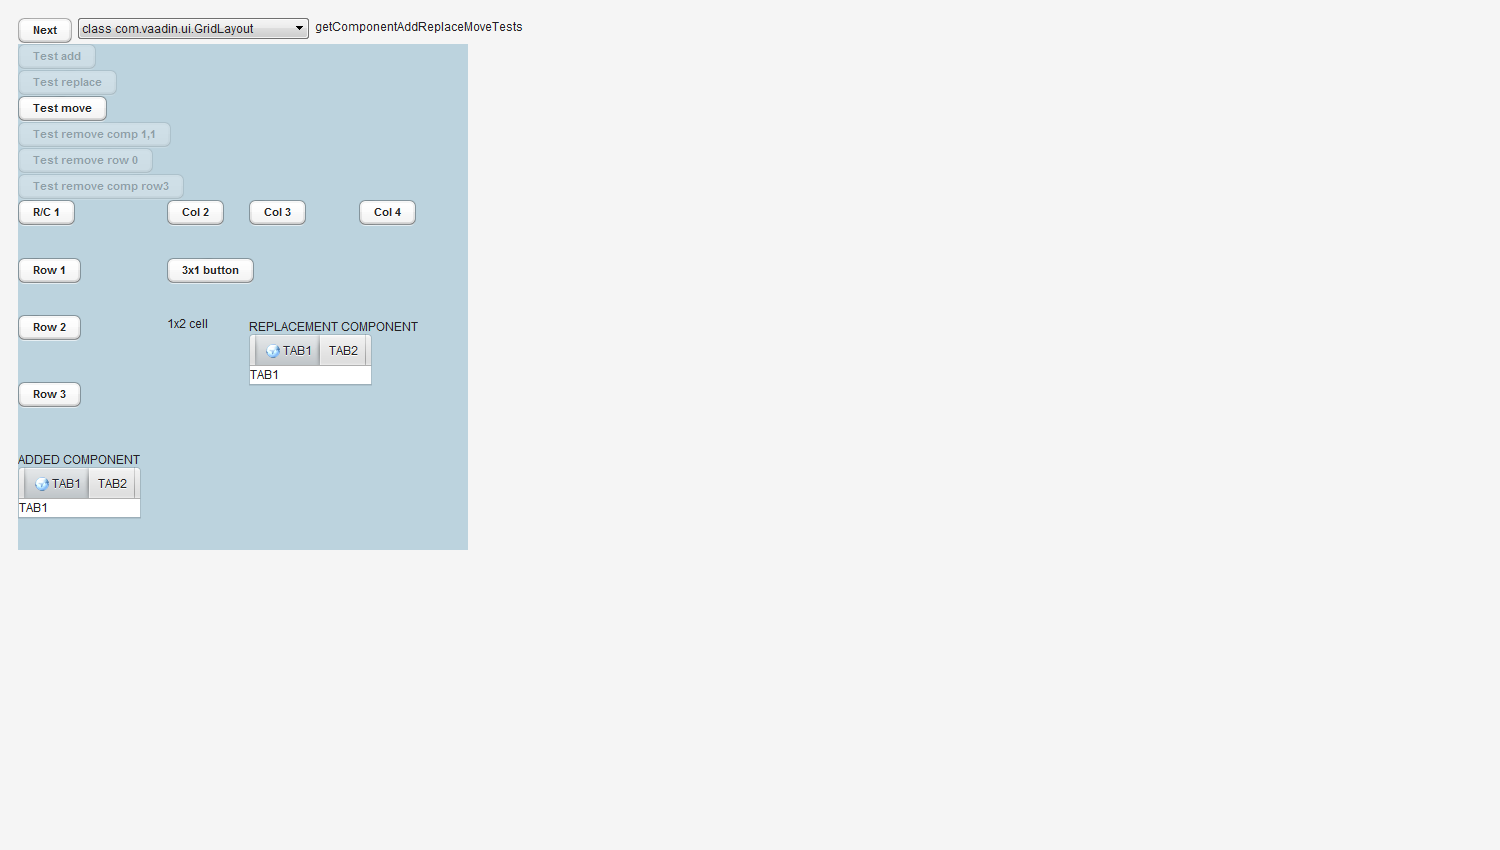 Next class com.vaadin.ui.GridLayout getComponentAddReplaceMoveTests
Test add
Test replace
Test move
Test remove comp 1,1
Test remove row 0
Test remove comp row3
R/C 1 Col 2 Col 3 Col 4
Row 1 3x1 button
Row 2 1x2 cell REPLACEMENT COMPONENT
TAB1 TAB2
TAB1
Row 3
ADDED COMPONENT
TAB1 TAB2
TAB1